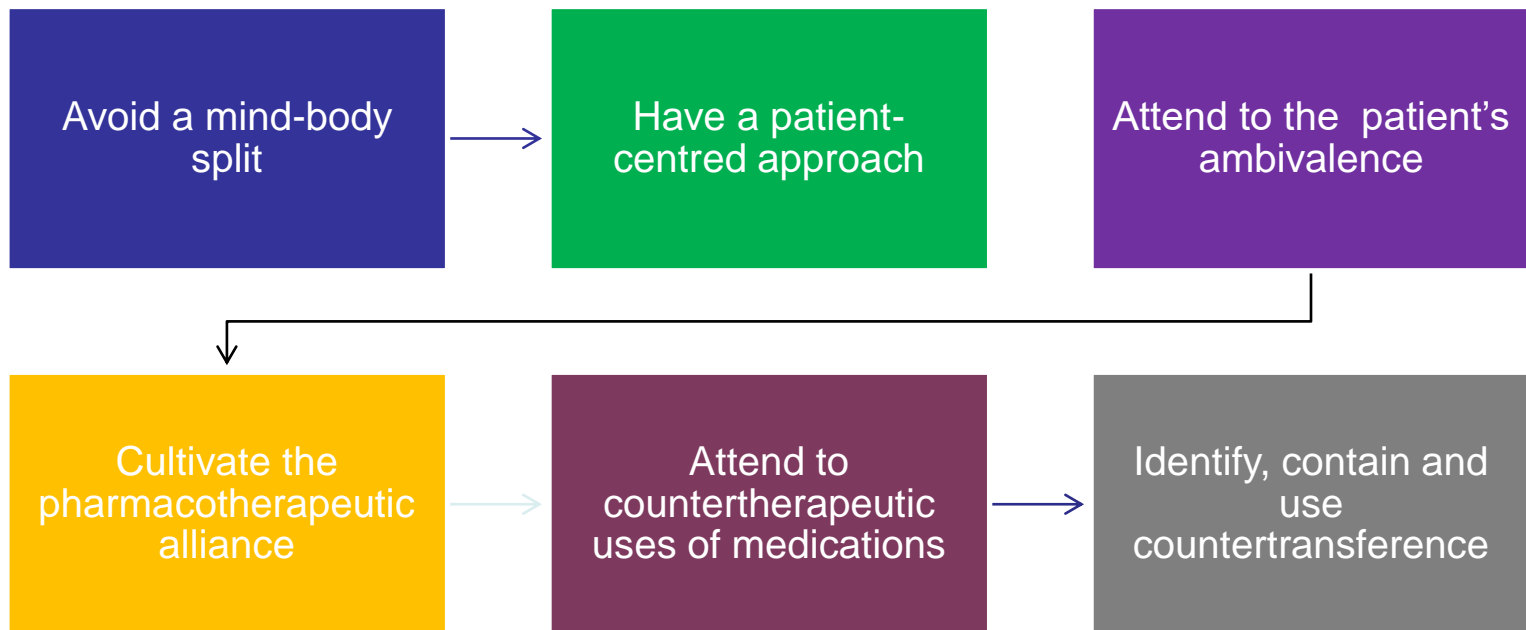 Avoid a mind-body
split
Have a patient-
centred approach
Attend to the  patient’s
ambivalence
Cultivate the
pharmacotherapeutic
alliance
Attend to
countertherapeutic
uses of medications
Identify, contain and
use
countertransference